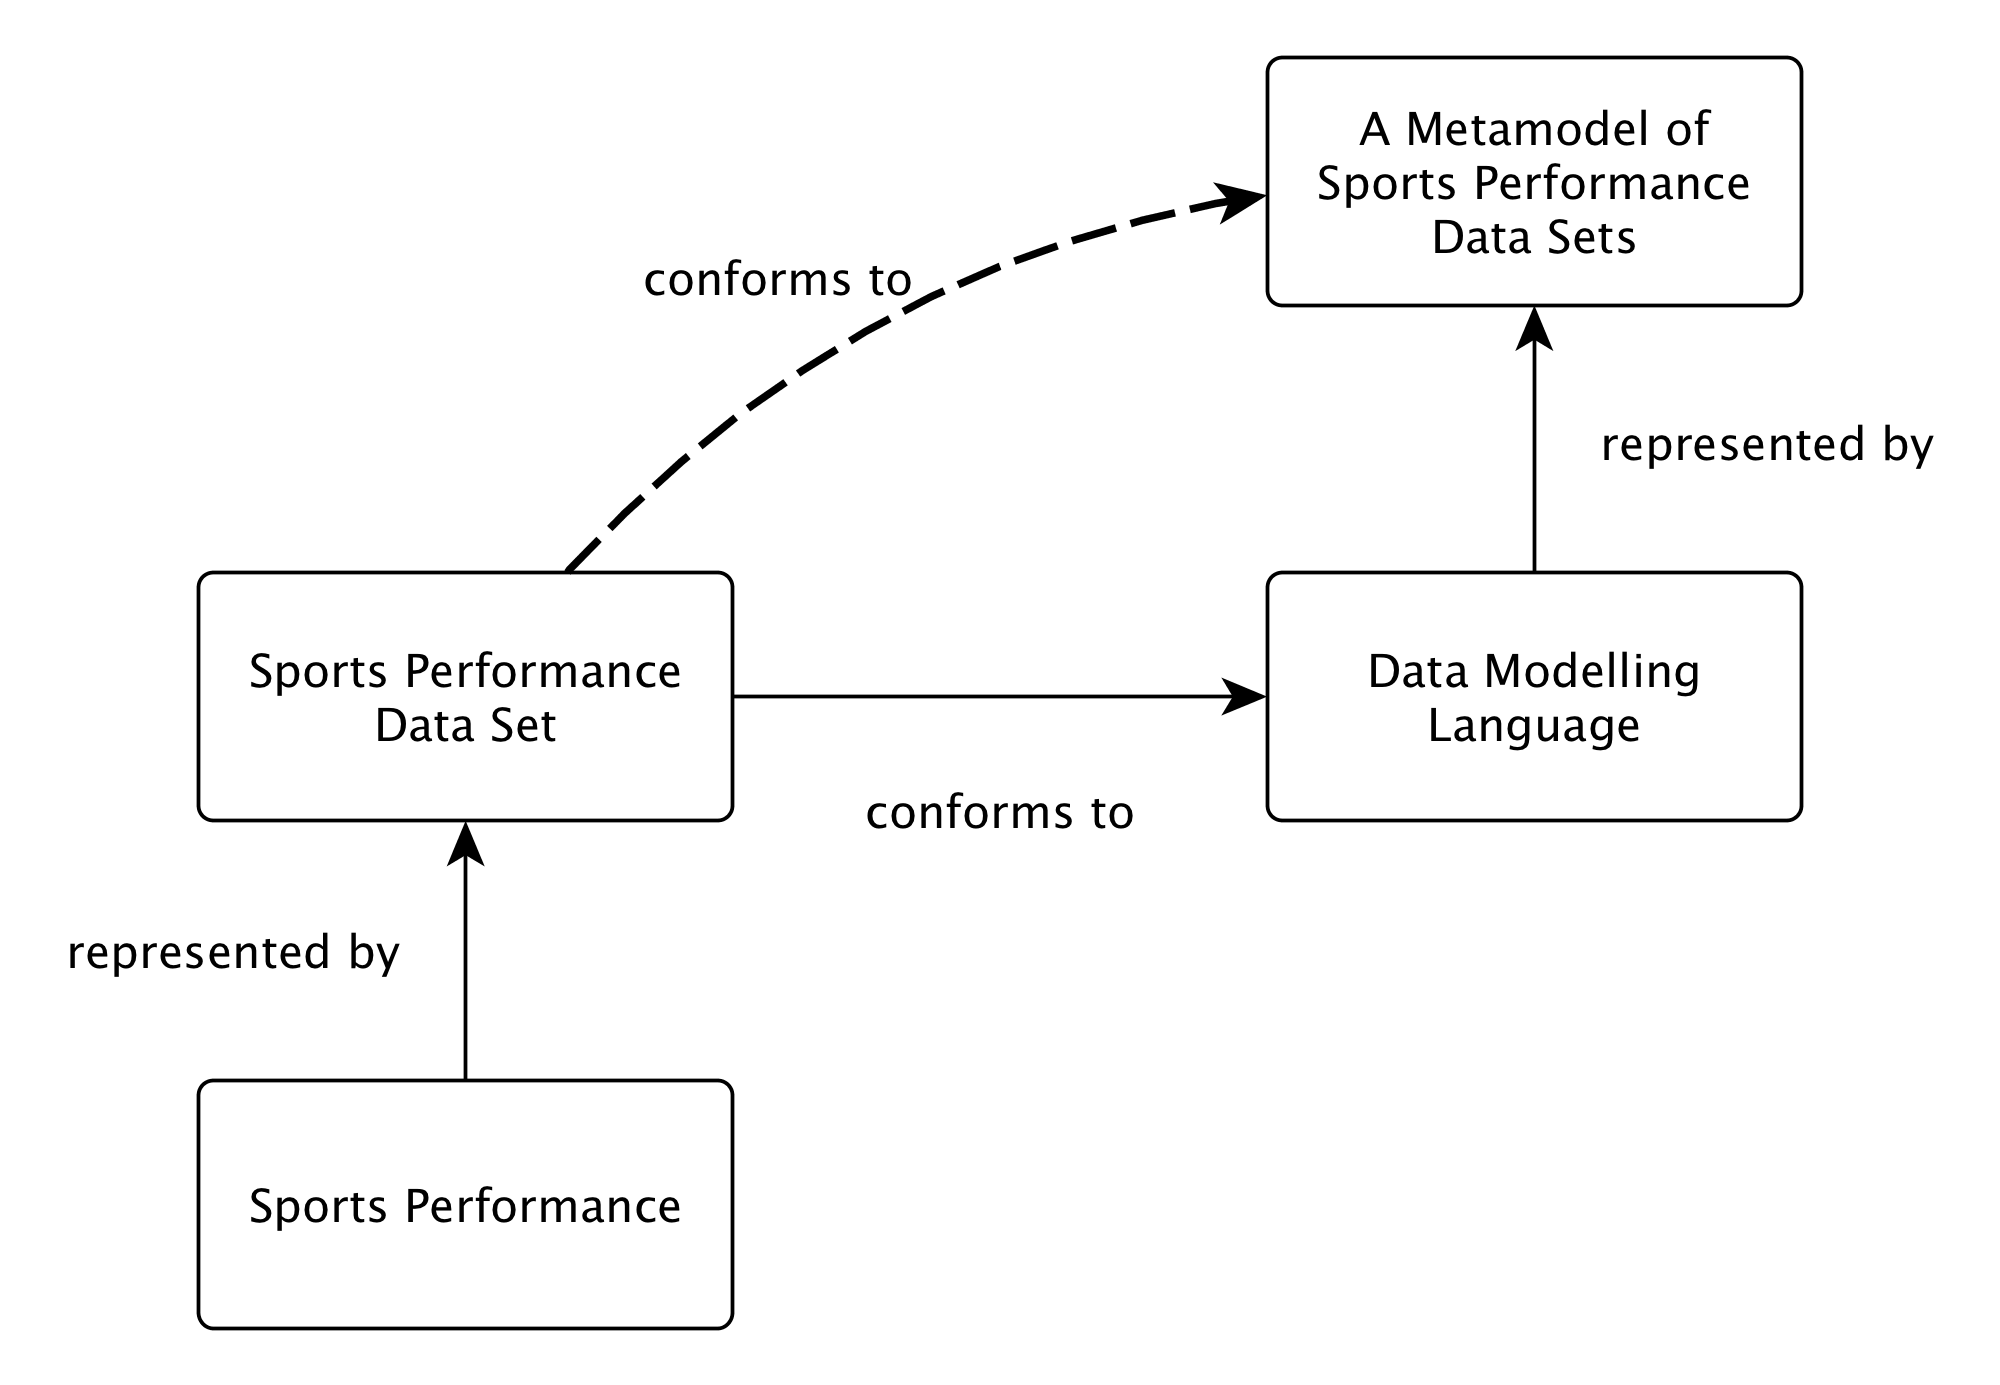 A Metamodel of
Sports Performance
Data Sets
conforms to
represented by
Sports Performance
Data Set
Data Modelling
Language
conforms to
represented by
Sports Performance